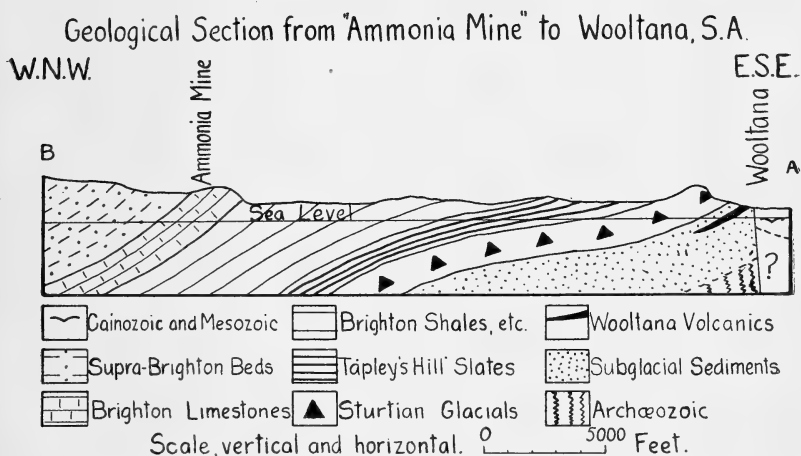 Geological Section from "Ammonia Mine" to Wooltana, S.A.
W.N.W.
E.S.E.
Ammonia Mine
Wooltana
B
A
Sea Level
?
Cainozoic and Mesozoic
Brighton Shales, etc.
Wooltana Volcanics
Supra-Brighton Beds
Tapley's Hill Slates
Subglacial Sediments
Brighton Limestones
Sturtian Glacials
Archæozoic
Scale, vertical and horizontal. 0 5000 Feet.